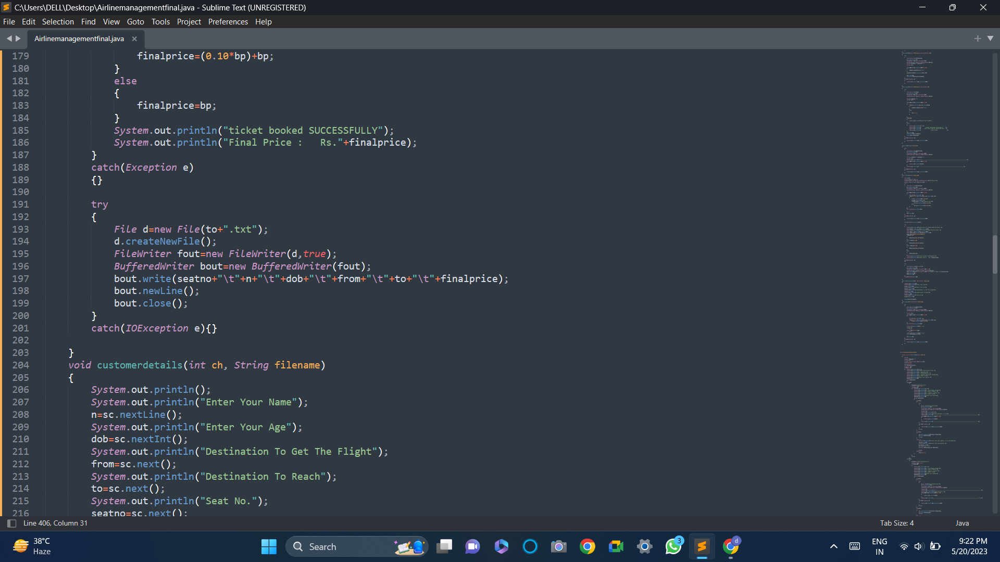 C:\Users\DELL\Desktop\Airlinemanagementfinal.java - Sublime Text (UNREGISTERED)
File Edit Selection Find View Goto Tools Project Preferences Help
Airlinemanagementfinal.java
179 finalprice=(0.10*bp)+bp;
180 }
181 else
182 {
183 finalprice=bp;
184 }
185 System.out.println("ticket booked SUCCESSFULLY");
186 System.out.println("Final Price :   Rs."+finalprice);
187 }
188 catch(Exception e)
189 {}
190
191 try
192 {
193 File d=new File(to+".txt");
194 d.createNewFile();
195 FileWriter fout=new FileWriter(d,true);
196 BufferedWriter bout=new BufferedWriter(fout);
197 bout.write(seatno+"\t"+n+"\t"+dob+"\t"+from+"\t"+to+"\t"+finalprice);
198 bout.newLine();
199 bout.close();
200 }
201 catch(IOException e){}
202
203 }
204 void customerdetails(int ch, String filename)
205 {
206 System.out.println();
207 System.out.println("Enter Your Name");
208 n=sc.nextLine();
209 System.out.println("Enter Your Age");
210 dob=sc.nextInt();
211 System.out.println("Destination To Get The Flight");
212 from=sc.next();
213 System.out.println("Destination To Reach");
214 to=sc.next();
215 System.out.println("Seat No.");
216 seatno=sc.next();
Line 406, Column 31 Tab Size: 4 Java
38°C
Haze
Search
3
d
ENG
IN
9:22 PM
5/20/2023